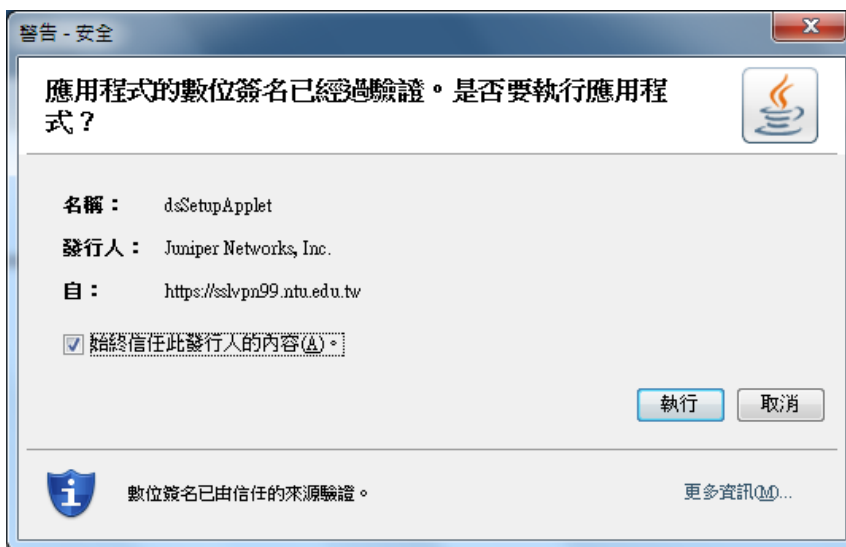 警告 - 安全
應用程式的數位簽名已經過驗證。是否要執行應用程
式？
名稱： dsSetupApplet
發行人： Juniper Networks, Inc.
自： https://sslvpn99.ntu.edu.tw
始終信任此發行人的內容(A)。
執行 取消
數位簽名已由信任的來源驗證。 更多資訊(M)...